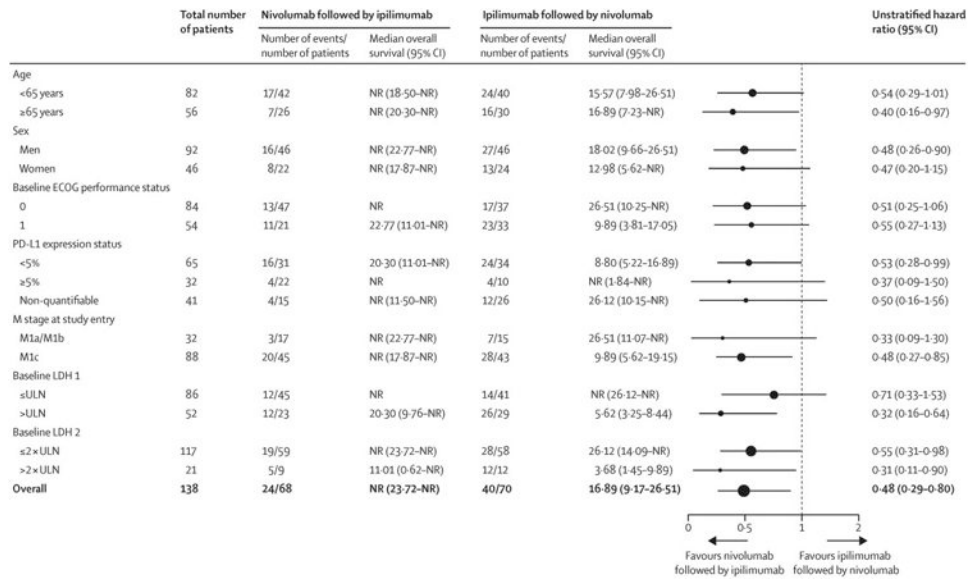 Total number of patients Nivolumab followed by ipilimumab Ipilimumab followed by nivolumab Unstratified hazard ratio (95% CI)
Number of events/ number of patients Median overall survival (95% CI) Number of events/ number of patients Median overall survival (95% CI)
Age
<65 years 82 17/42 NR (18·50–NR) 24/40 15·57 (7·98–26·51) 0·54 (0·29–1·01)
≥65 years 56 7/26 NR (20·30–NR) 16/30 16·89 (7·23–NR) 0·40 (0·16–0·97)
Sex
Men 92 16/46 NR (22·77–NR) 27/46 18·02 (9·66–26·51) 0·48 (0·26–0·90)
Women 46 8/22 NR (17·87–NR) 13/24 12·98 (5·62–NR) 0·47 (0·20–1·15)
Baseline ECOG performance status
0 84 13/47 NR 17/37 26·51 (10·25–NR) 0·51 (0·25–1·06)
1 54 11/21 22·77 (11·01–NR) 23/33 9·89 (3·81–17·05) 0·55 (0·27–1·13)
PD-L1 expression status
<5% 65 16/31 20·30 (11·01–NR) 24/34 8·80 (5·22–16·89) 0·53 (0·28–0·99)
≥5% 32 4/22 NR 4/10 NR (1·84–NR) 0·37 (0·09–1·50)
Non-quantifiable 41 4/15 NR (11·50–NR) 12/26 26·12 (10·15–NR) 0·50 (0·16–1·56)
M stage at study entry
M1a/M1b 32 3/17 NR (22·77–NR) 7/15 26·51 (11·07–NR) 0·33 (0·09–1·30)
M1c 88 20/45 NR (17·87–NR) 28/43 9·89 (5·62–19·15) 0·48 (0·27–0·85)
Baseline LDH 1
≤ULN 86 12/45 NR 14/41 NR (26·12–NR) 0·71 (0·33–1·53)
>ULN 52 12/23 20·30 (9·76–NR) 26/29 5·62 (3·25–8·44) 0·32 (0·16–0·64)
Baseline LDH 2
≤2×ULN 117 19/59 NR (23·72–NR) 28/58 26·12 (14·09–NR) 0·55 (0·31–0·98)
>2×ULN 21 5/9 11·01 (0·62–NR) 12/12 3·68 (1·45–9·89) 0·31 (0·11–0·90)
Overall 138 24/68 NR (23·72–NR) 40/70 16·89 (9·17–26·51) 0·48 (0·29–0·80)
0 0·5 1 2
Favours nivolumab followed by ipilimumab Favours ipilimumab followed by nivolumab